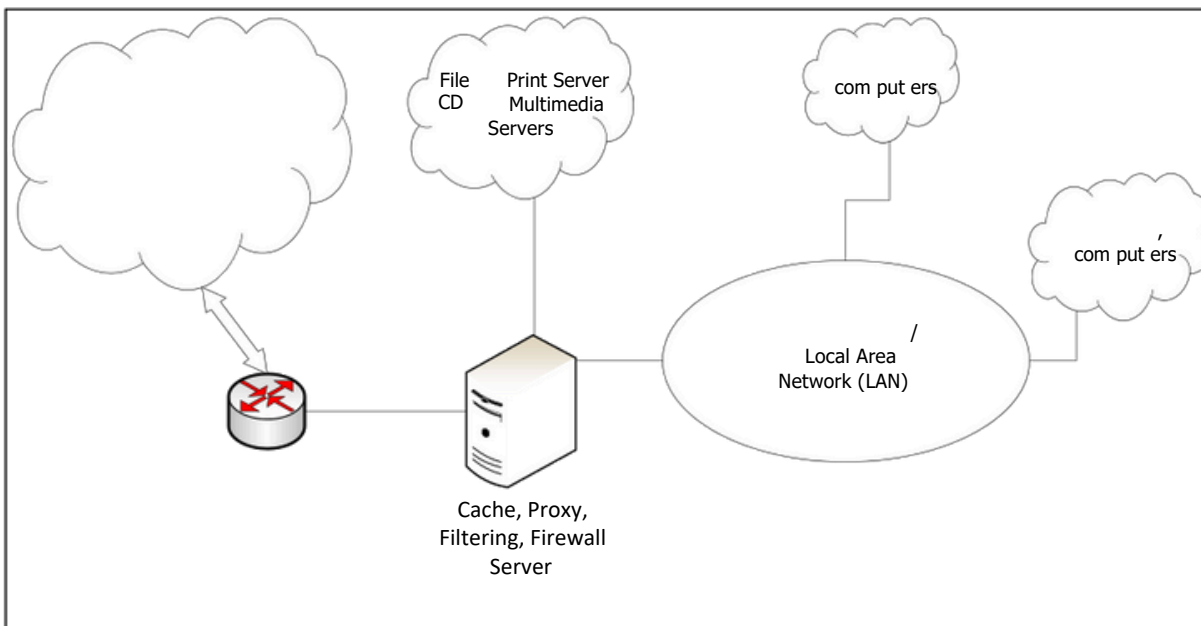 File Print Server
CD Multimedia
Servers
com put ers
,
com put ers
/
Local Area
Network (LAN)
Cache, Proxy,
Filtering, Firewall
Server